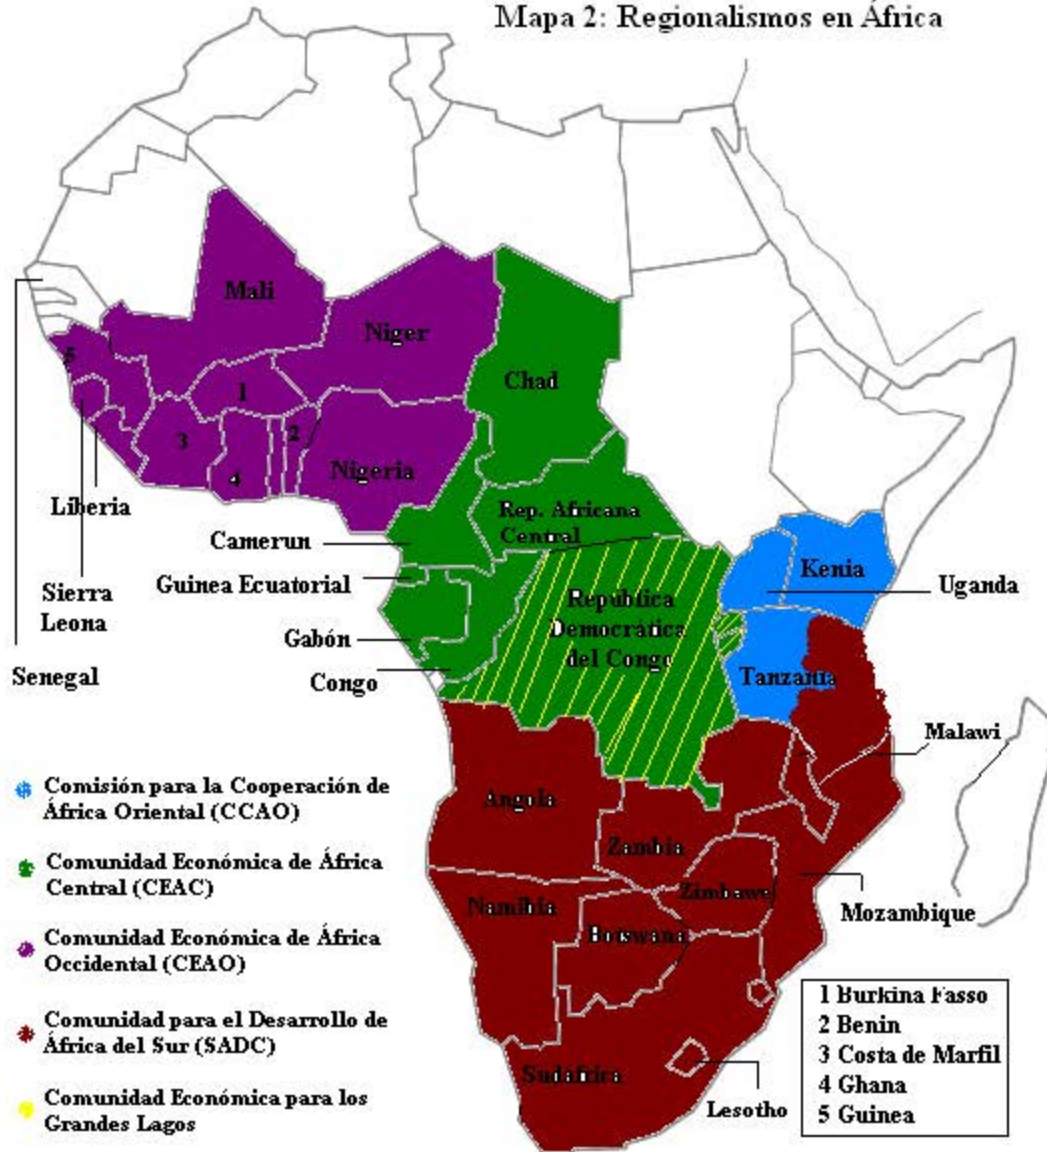 Mapa 2: Regionalismos en África
Mali
Niger
Chad
5
1
2
3
4
Nigeria
Liberia
Rep. Africana
Central
Camerun
Guinea Ecuatorial
Kenia
Uganda
Sierra
Leona
República
Democrática
del Congo
Gabón
Senegal
Congo
Tanzania
Malawi
Comisión para la Cooperación de
África Oriental (CCAO)
Angola
Zambia
Comunidad Económica de África
Central (CEAC)
Namibia
Zimbawe
Mozambique
Botswana
Comunidad Económica de África
Occidental (CEAO)
Comunidad para el Desarrollo de
África del Sur (SADC)
Sudafrica
Lesotho
Comunidad Económica para los
Grandes Lagos
1 Burkina Fasso
2 Benin
3 Costa de Marfil
4 Ghana
5 Guinea